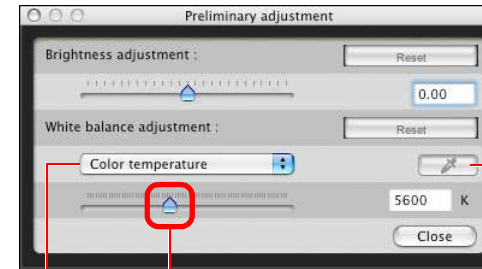 Preliminary adjustment
Brightness adjustment : Reset
0.00
White balance adjustment : Reset
Color temperature
5600 K
Close